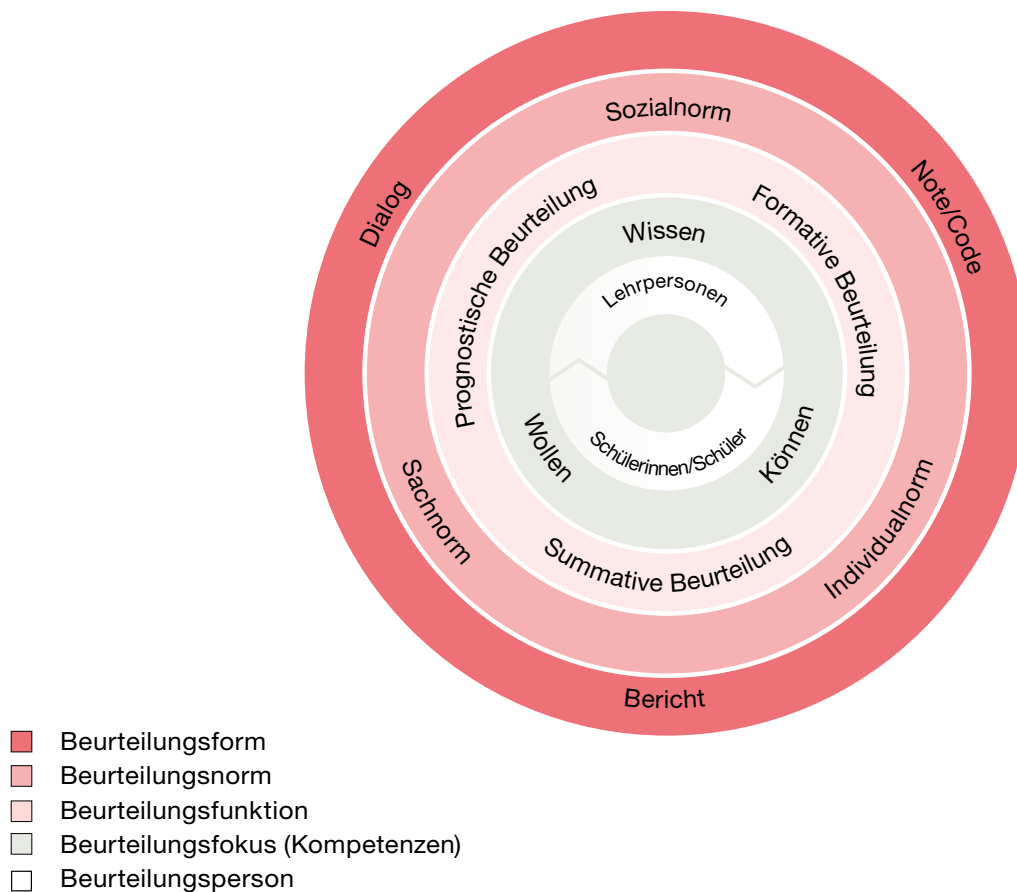 Sozialnorm
Dialog
Note/Code
Prognostische Beurteilung
Formative Beurteilung
Wissen
Lehrpersonen
Schülerinnen/Schüler
Wollen
Können
Sachnorm
Summative Beurteilung
Individualnorm
Bericht
Beurteilungsform
Beurteilungsnorm
Beurteilungsfunktion
Beurteilungsfokus (Kompetenzen)
Beurteilungsperson